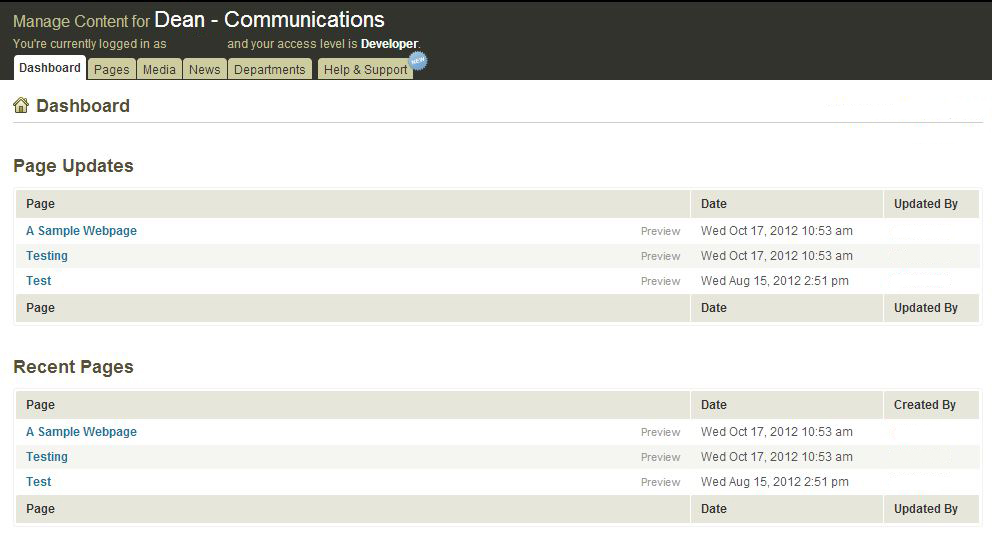 Manage Content for Dean - Communications
You're currently logged in as and your access level is Developer.
Dashboard Pages Media News Departments Help & Support NEW
Dashboard
Page Updates
Page Date Updated By
A Sample Webpage Preview Wed Oct 17, 2012 10:53 am
Testing Preview Wed Oct 17, 2012 10:53 am
Test Preview Wed Aug 15, 2012 2:51 pm
Page Date Updated By
Recent Pages
Page Date Created By
A Sample Webpage Preview Wed Oct 17, 2012 10:53 am
Testing Preview Wed Oct 17, 2012 10:53 am
Test Preview Wed Aug 15, 2012 2:51 pm
Page Date Updated By